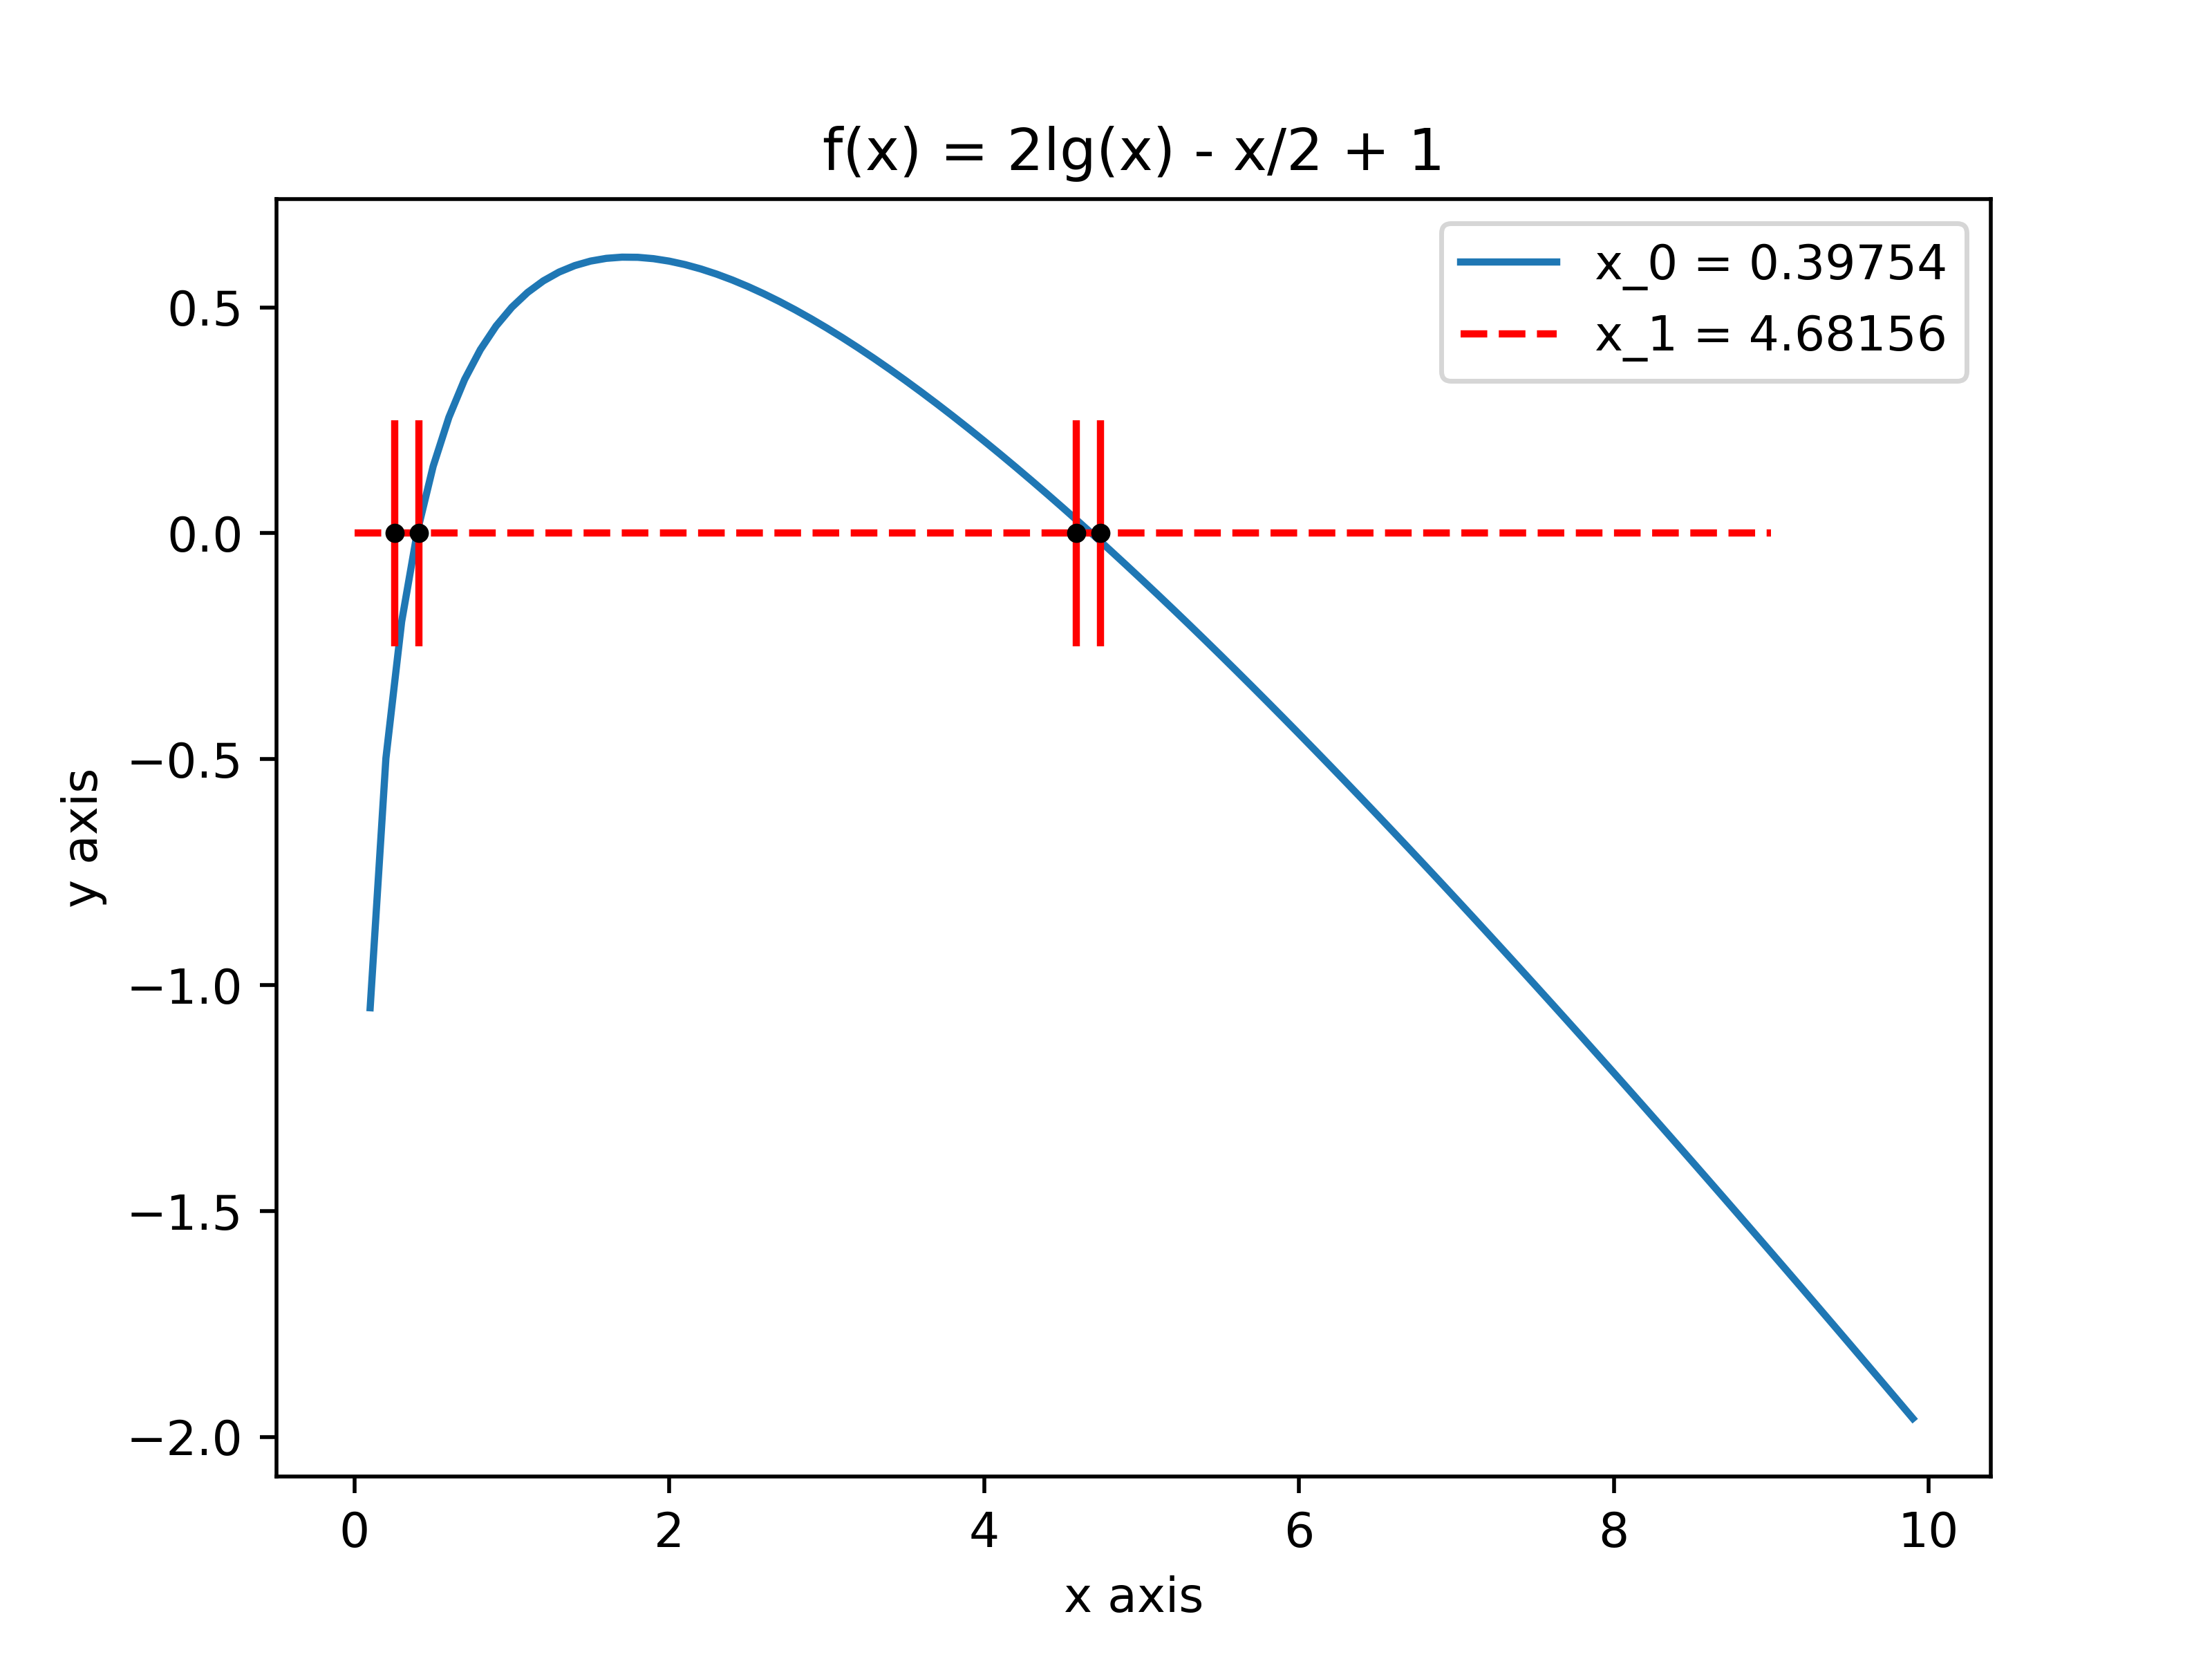 f(x) = 2lg(x) - x/2 + 1
x_0 = 0.39754
x_1 = 4.68156
0.5
0.0
−0.5
−1.0
−1.5
−2.0
y axis
0 2 4 6 8 10
x axis